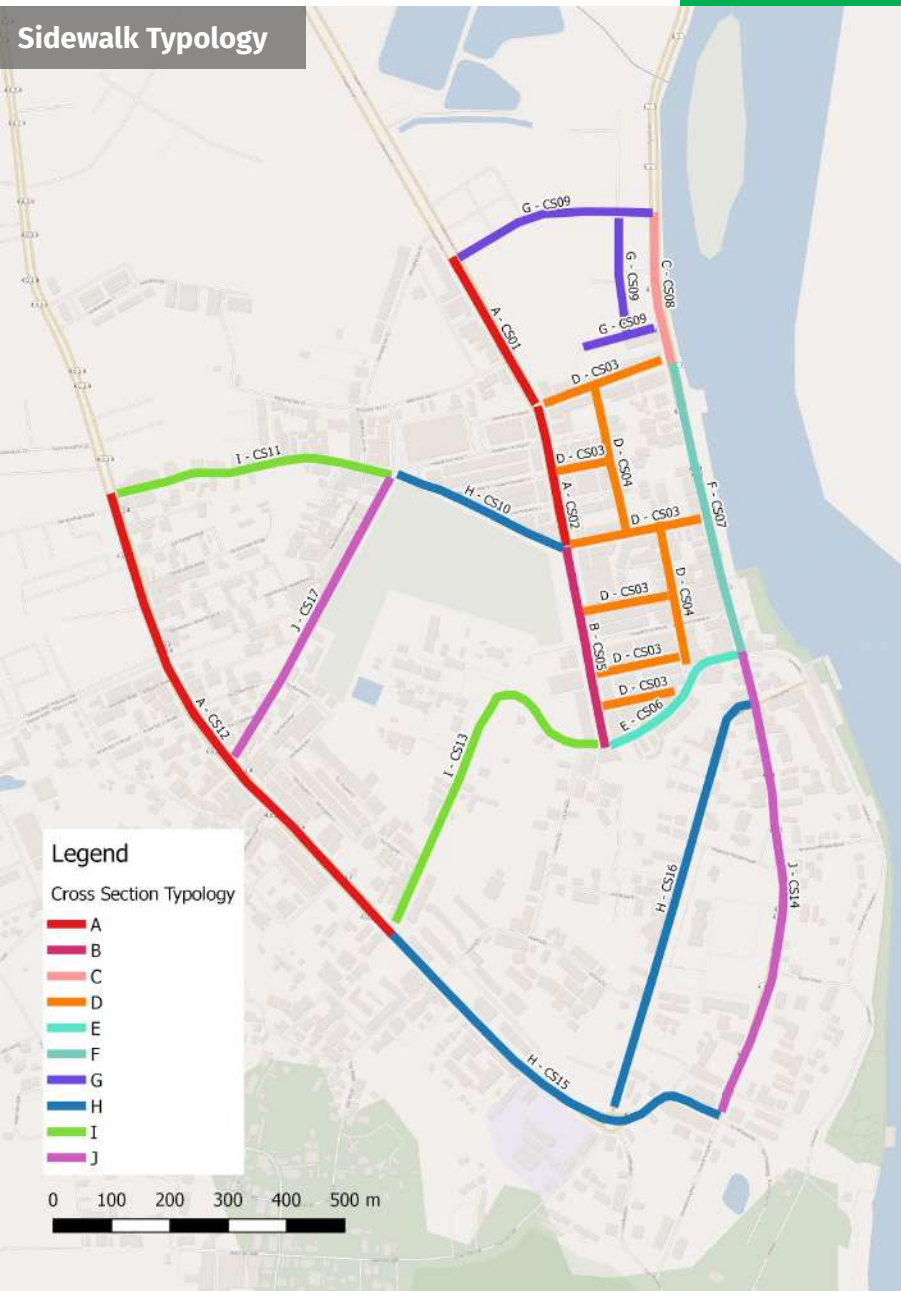 Sidewalk Typology
G - CS09
G - CS09
C - CS08
A - CS01
G - CS09
D - CS03
D - CS03
D - CS04
I - CS11
H - CS10
A - CS02
D - CS03
F - CS07
J - CS17
D - CS03
D - CS04
B - CS05
D - CS03
D - CS03
E - CS06
A - CS12
I - CS13
H - CS16
J - CS14
H - CS15
Legend
Cross Section Typology
A
B
C
D
E
F
G
H
I
J
0 100 200 300 400 500 m